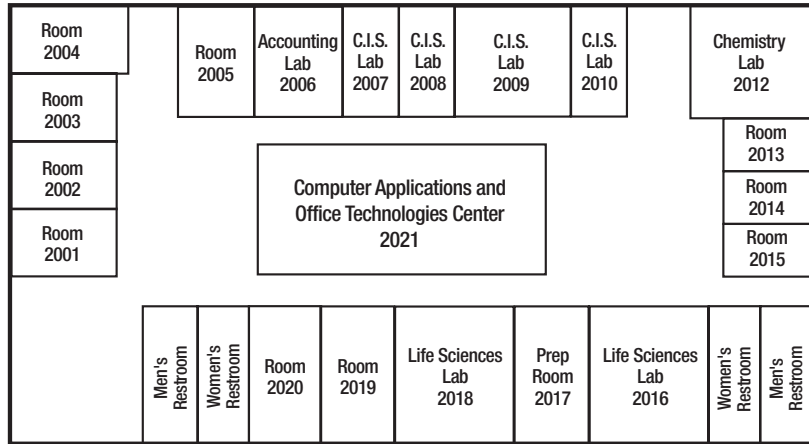 Room
2004
Room
2005
Accounting
Lab
2006
C.I.S.
Lab
2007
C.I.S.
Lab
2008
C.I.S.
Lab
2009
C.I.S.
Lab
2010
Chemistry
Lab
2012
Room
2003
Room
2002
Room
2001
Computer Applications and
Office Technologies Center
2021
Room
2013
Room
2014
Room
2015
Men's
Restroom
Women's
Restroom
Room
2020
Room
2019
Life Sciences
Lab
2018
Prep
Room
2017
Life Sciences
Lab
2016
Women's
Restroom
Men's
Restroom